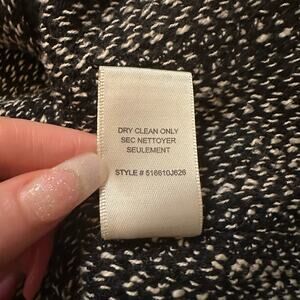 DRY CLEAN ONLY
SEC NETTOYER
SEULEMENT
STYLE # 516610J626